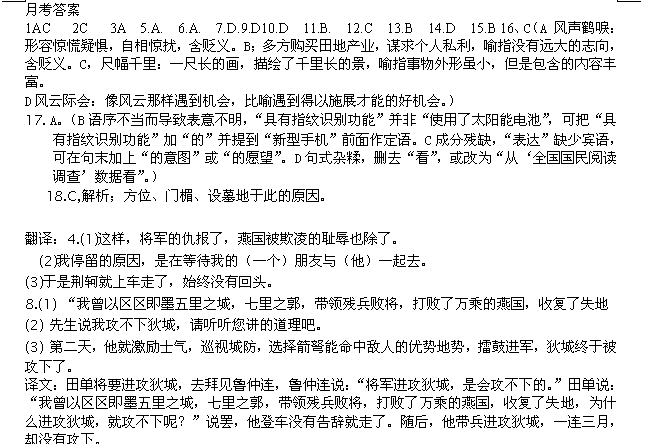 月考答案
1AC 2C 3A 5.A. 6.A. 7.D.9.D10.D 11.B. 12.C 13.B 14.D 15.B 16、C（A 风声鹤唳：
形容惊慌疑惧，自相惊扰，含贬义。B；多方购买田地产业，谋求个人私利，喻指没有远大的志向，
含贬义。C，尺幅千里：一尺长的画，描绘了千里长的景，喻指事物外形虽小，但是包含的内容丰
富。
D 风云际会：像风云那样遇到机会，比喻遇到得以施展才能的好机会。）
17. A。（B 语序不当而导致表意不明，“具有指纹识别功能”并非“使用了太阳能电池”，可把“具
有指纹识别功能”加“的”并提到“新型手机”前面作定语。C 成分残缺，“表达”缺少宾语，
可在句末加上“的意图”或“的愿望”。D 句式杂糅，删去“看”，或改为“从‘全国国民阅读
调查’数据看”。）
18.C,解析：方位、门楣、设墓地于此的原因。
翻译：4.(1)这样，将军的仇报了，燕国被欺凌的耻辱也除了。
(2)我停留的原因，是在等待我的（一个）朋友与（他）一起去。
(3)于是荆轲就上车走了，始终没有回头。
8.(1) “我曾以区区即墨五里之城，七里之郭，带领残兵败将，打败了万乘的燕国，收复了失地
(2) 先生说我攻不下狄城，请听听您讲的道理吧。
(3) 第二天，他就激励士气，巡视城防，选择箭弩能命中敌人的优势地势，擂鼓进军，狄城终于被
攻下了。
译文：田单将要进攻狄城，去拜见鲁仲连，鲁仲连说：“将军进攻狄城，是会攻不下的。”田单说：
“我曾以区区即墨五里之城，七里之郭，带领残兵败将，打败了万乘的燕国，收复了失地，为什
么进攻狄城，就攻不下呢？”说罢，他登车没有告辞就走了。随后，他带兵进攻狄城，一连三月，
却没有攻下。